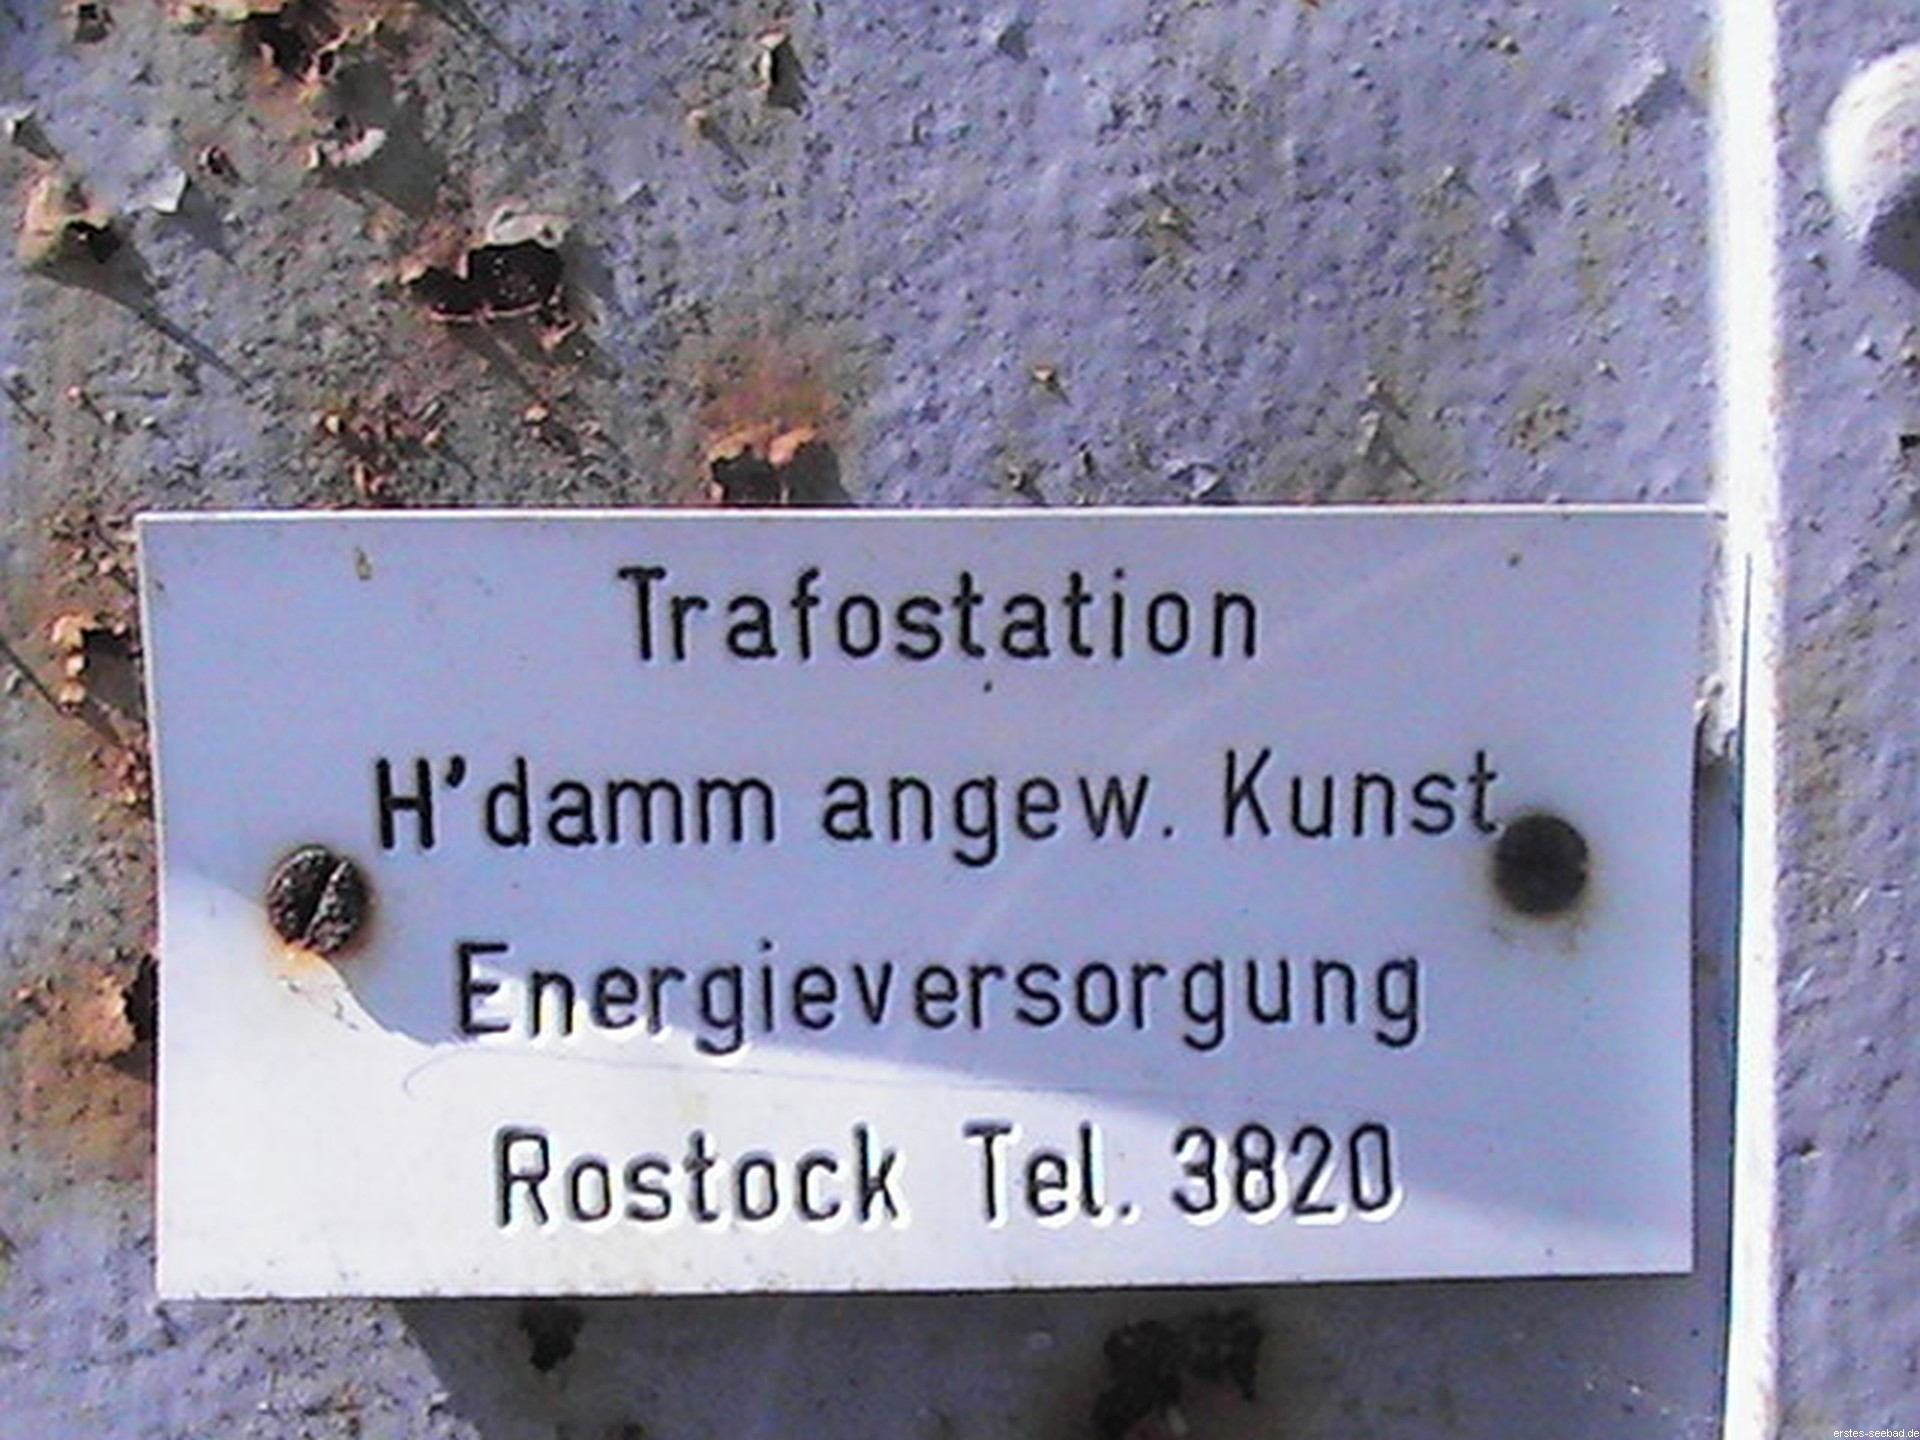 Trafostation
H'damm angew. Kunst
Energieversorgung
Rostock Tel. 3820
erstes-seebad.de